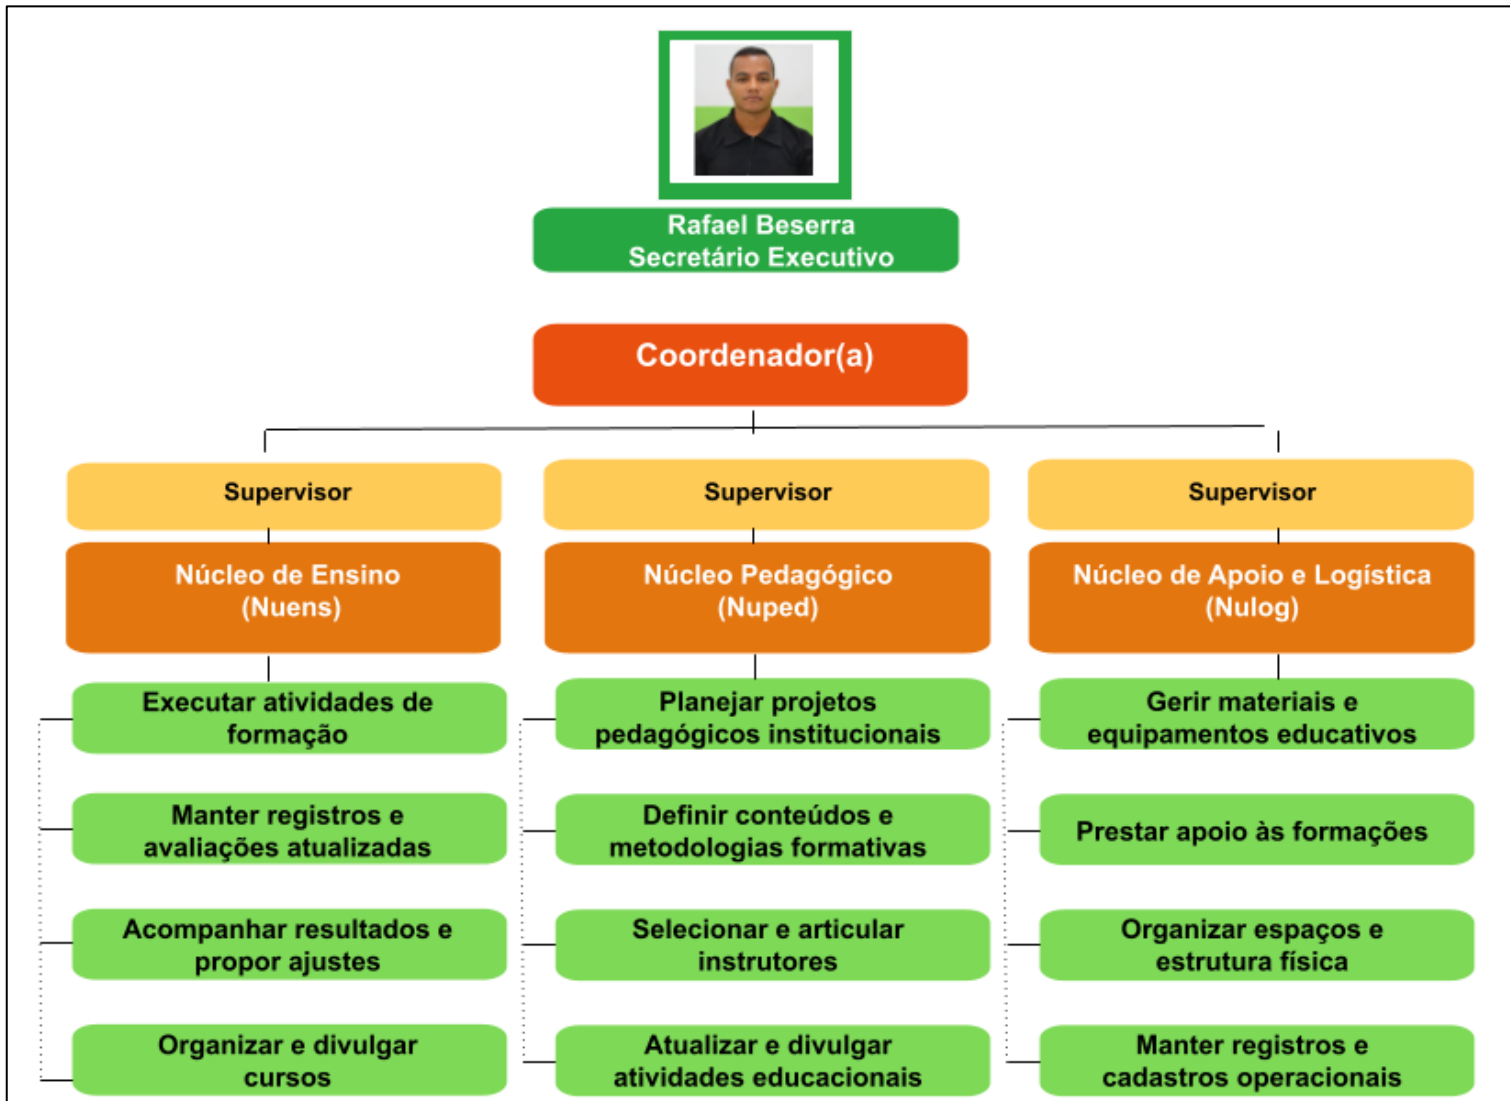 Rafael Beserra
Secretário Executivo
Coordenador(a)
Supervisor
Supervisor
Supervisor
Núcleo de Ensino
(Nuens)
Núcleo Pedagógico
(Nuped)
Núcleo de Apoio e Logística
(Nulog)
Executar atividades de
formação
Planejar projetos
pedagógicos institucionais
Gerir materiais e
equipamentos educativos
Manter registros e
avaliações atualizadas
Definir conteúdos e
metodologias formativas
Prestar apoio às formações
Acompanhar resultados e
propor ajustes
Selecionar e articular
instrutores
Organizar espaços e
estrutura física
Organizar e divulgar
cursos
Atualizar e divulgar
atividades educacionais
Manter registros e
cadastros operacionais